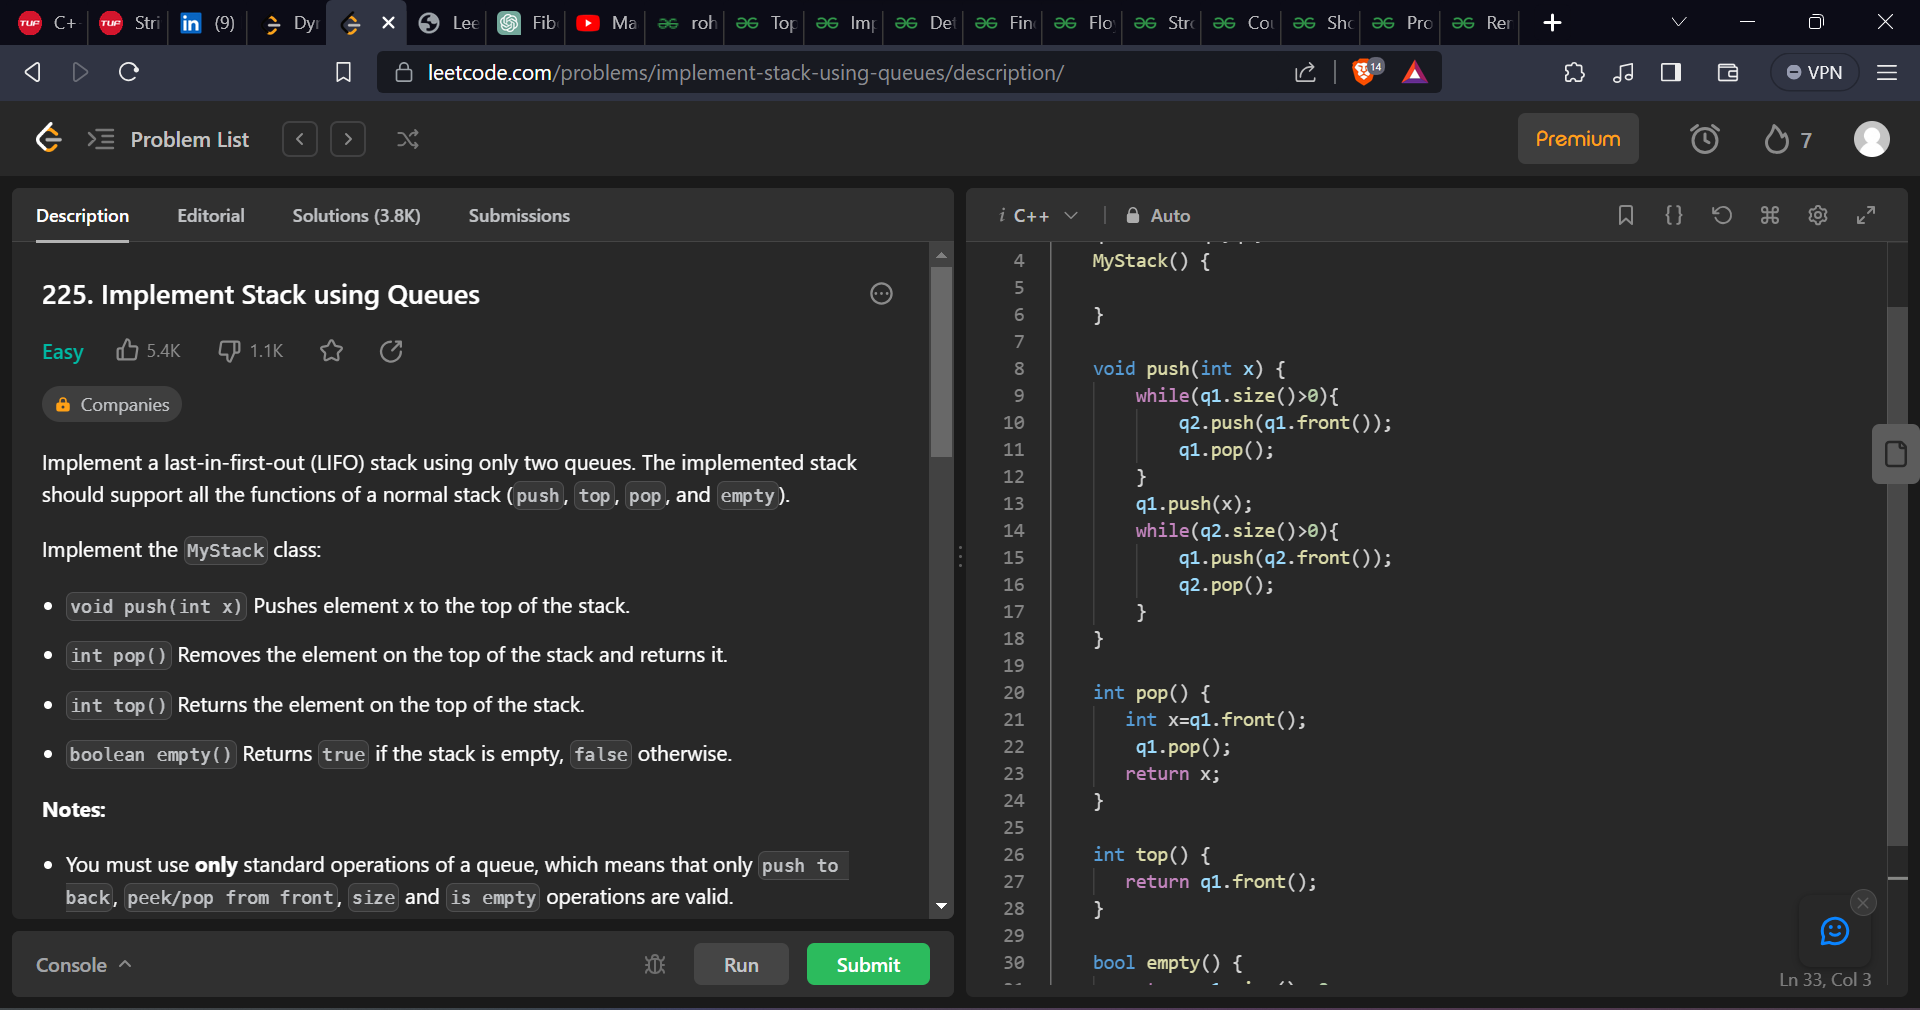 C+
Stri
(9)
Dyn
Lee
Fib
Ma
roh
Top
Imp
Det
Fin
Flo
Stro
Cou
Sho
Pro
Rer
leetcode.com/problems/implement-stack-using-queues/description/
14
VPN
Problem List
Premium
7
Description Editorial Solutions (3.8K) Submissions
225. Implement Stack using Queues
Easy 5.4K 1.1K
Companies
Implement a last-in-first-out (LIFO) stack using only two queues. The implemented stack
should support all the functions of a normal stack (push, top, pop, and empty).
Implement the MyStack class:
• void push(int x) Pushes element x to the top of the stack.
• int pop() Removes the element on the top of the stack and returns it.
• int top() Returns the element on the top of the stack.
• boolean empty() Returns true if the stack is empty, false otherwise.
Notes:
• You must use only standard operations of a queue, which means that only push to
back, peek/pop from front, size and is empty operations are valid.
Console
Run
Submit
i C++ Auto
4 MyStack() {
5
6 }
7
8 void push(int x) {
9 while(q1.size()>0){
10 q2.push(q1.front());
11 q1.pop();
12 }
13 q1.push(x);
14 while(q2.size()>0){
15 q1.push(q2.front());
16 q2.pop();
17 }
18 }
19
20 int pop() {
21 int x=q1.front();
22 q1.pop();
23 return x;
24 }
25
26 int top() {
27 return q1.front();
28 }
29
30 bool empty() {
Ln 33, Col 3